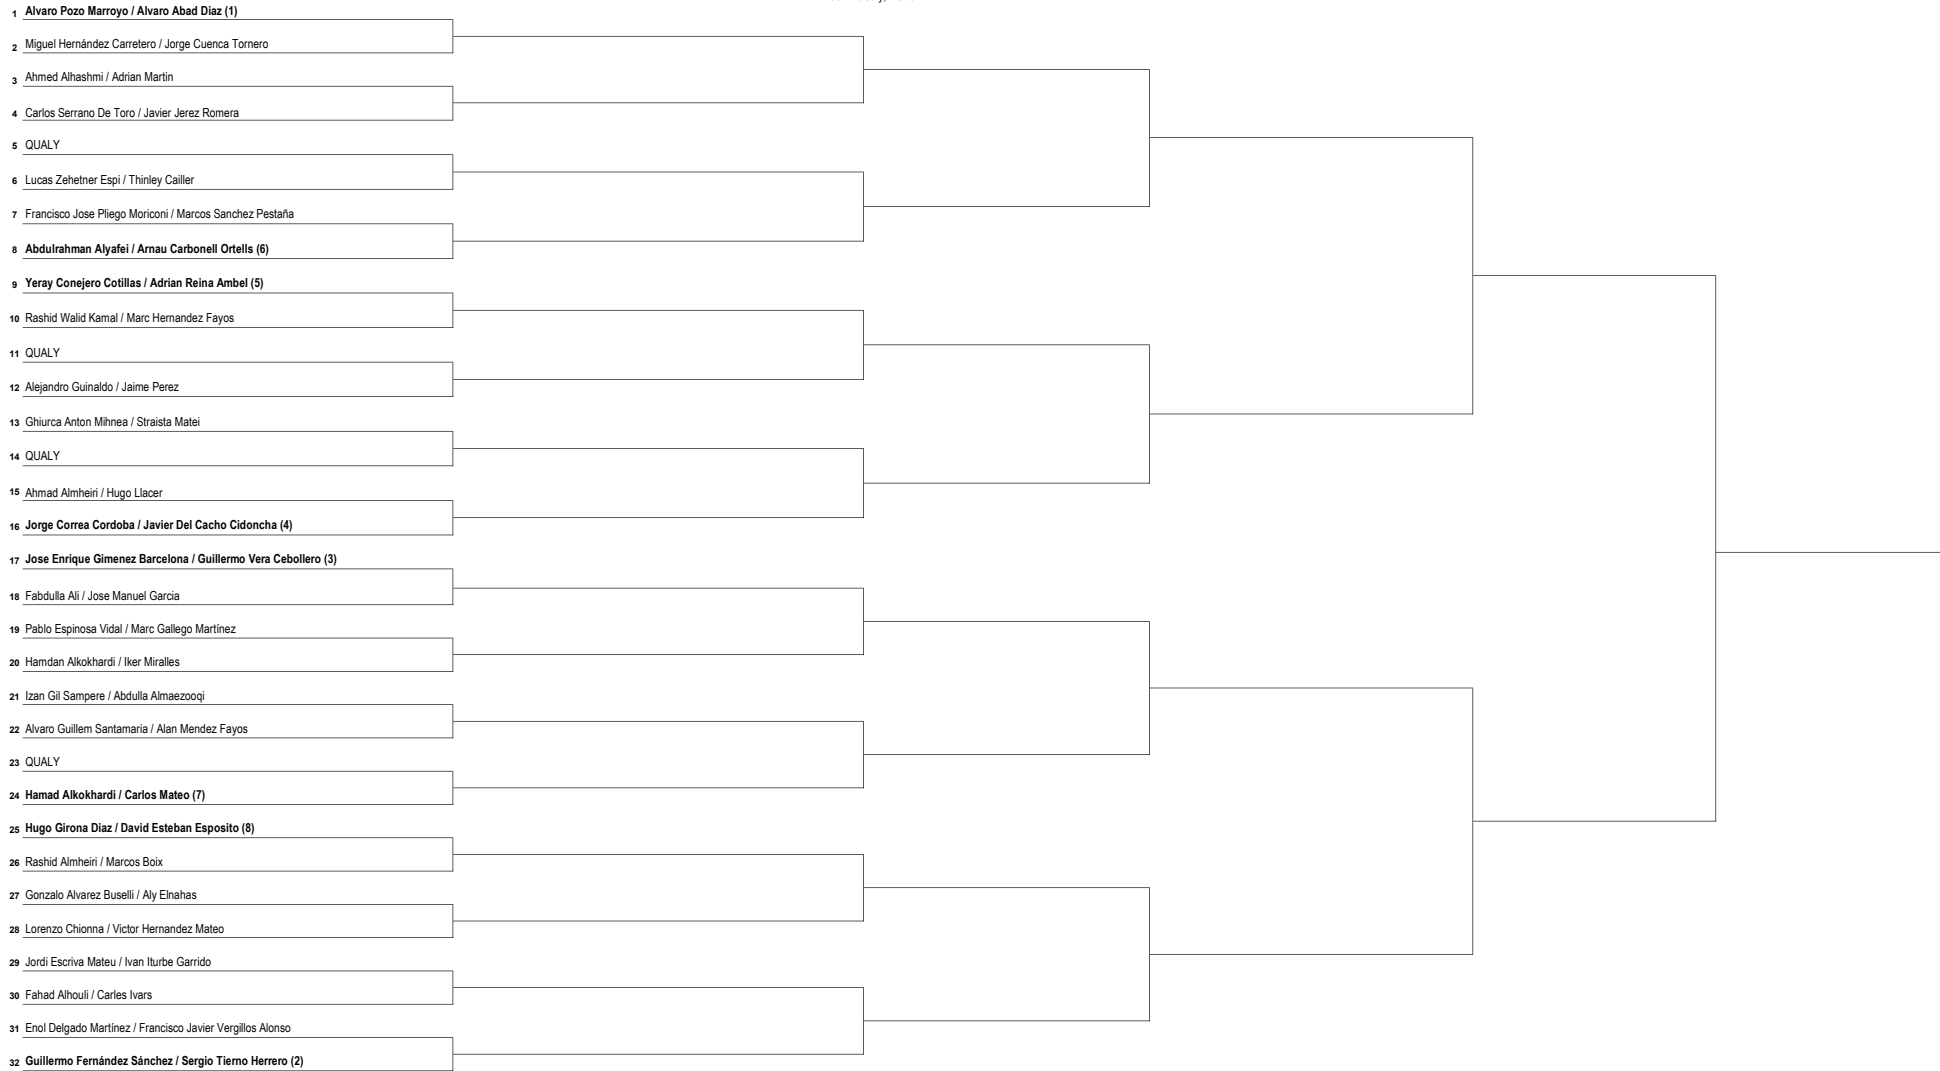 1 Alvaro Pozo Marroyo / Alvaro Abad Diaz (1)
2 Miguel Hernández Carretero / Jorge Cuenca Tornero
3 Ahmed Alhashmi / Adrian Martin
4 Carlos Serrano De Toro / Javier Jerez Romera
5 QUALY
6 Lucas Zehetner Espi / Thinley Cailler
7 Francisco Jose Pliego Moriconi / Marcos Sanchez Pestaña
8 Abdulrahman Alyafei / Arnau Carbonell Ortells (6)
9 Yeray Conejero Cotillas / Adrian Reina Ambel (5)
10 Rashid Walid Kamal / Marc Hernandez Fayos
11 QUALY
12 Alejandro Guinaldo / Jaime Perez
13 Ghiurca Anton Mihnea / Straista Matei
14 QUALY
15 Ahmad Almheiri / Hugo Llacer
16 Jorge Correa Cordoba / Javier Del Cacho Cidoncha (4)
17 Jose Enrique Gimenez Barcelona / Guillermo Vera Cebollero (3)
18 Fabdulla Ali / Jose Manuel Garcia
19 Pablo Espinosa Vidal / Marc Gallego Martínez
20 Hamdan Alkokhardi / Iker Miralles
21 Izan Gil Sampere / Abdulla Almaezooqi
22 Alvaro Guillem Santamaria / Alan Mendez Fayos
23 QUALY
24 Hamad Alkokhardi / Carlos Mateo (7)
25 Hugo Girona Diaz / David Esteban Esposito (8)
26 Rashid Almheiri / Marcos Boix
27 Gonzalo Alvarez Buselli / Aly Elnahas
28 Lorenzo Chionna / Victor Hernandez Mateo
29 Jordi Escriva Mateu / Ivan Iturbe Garrido
30 Fahad Alhouli / Carles Ivars
31 Enol Delgado Martínez / Francisco Javier Vergillos Alonso
32 Guillermo Fernández Sánchez / Sergio Tierno Herrero (2)